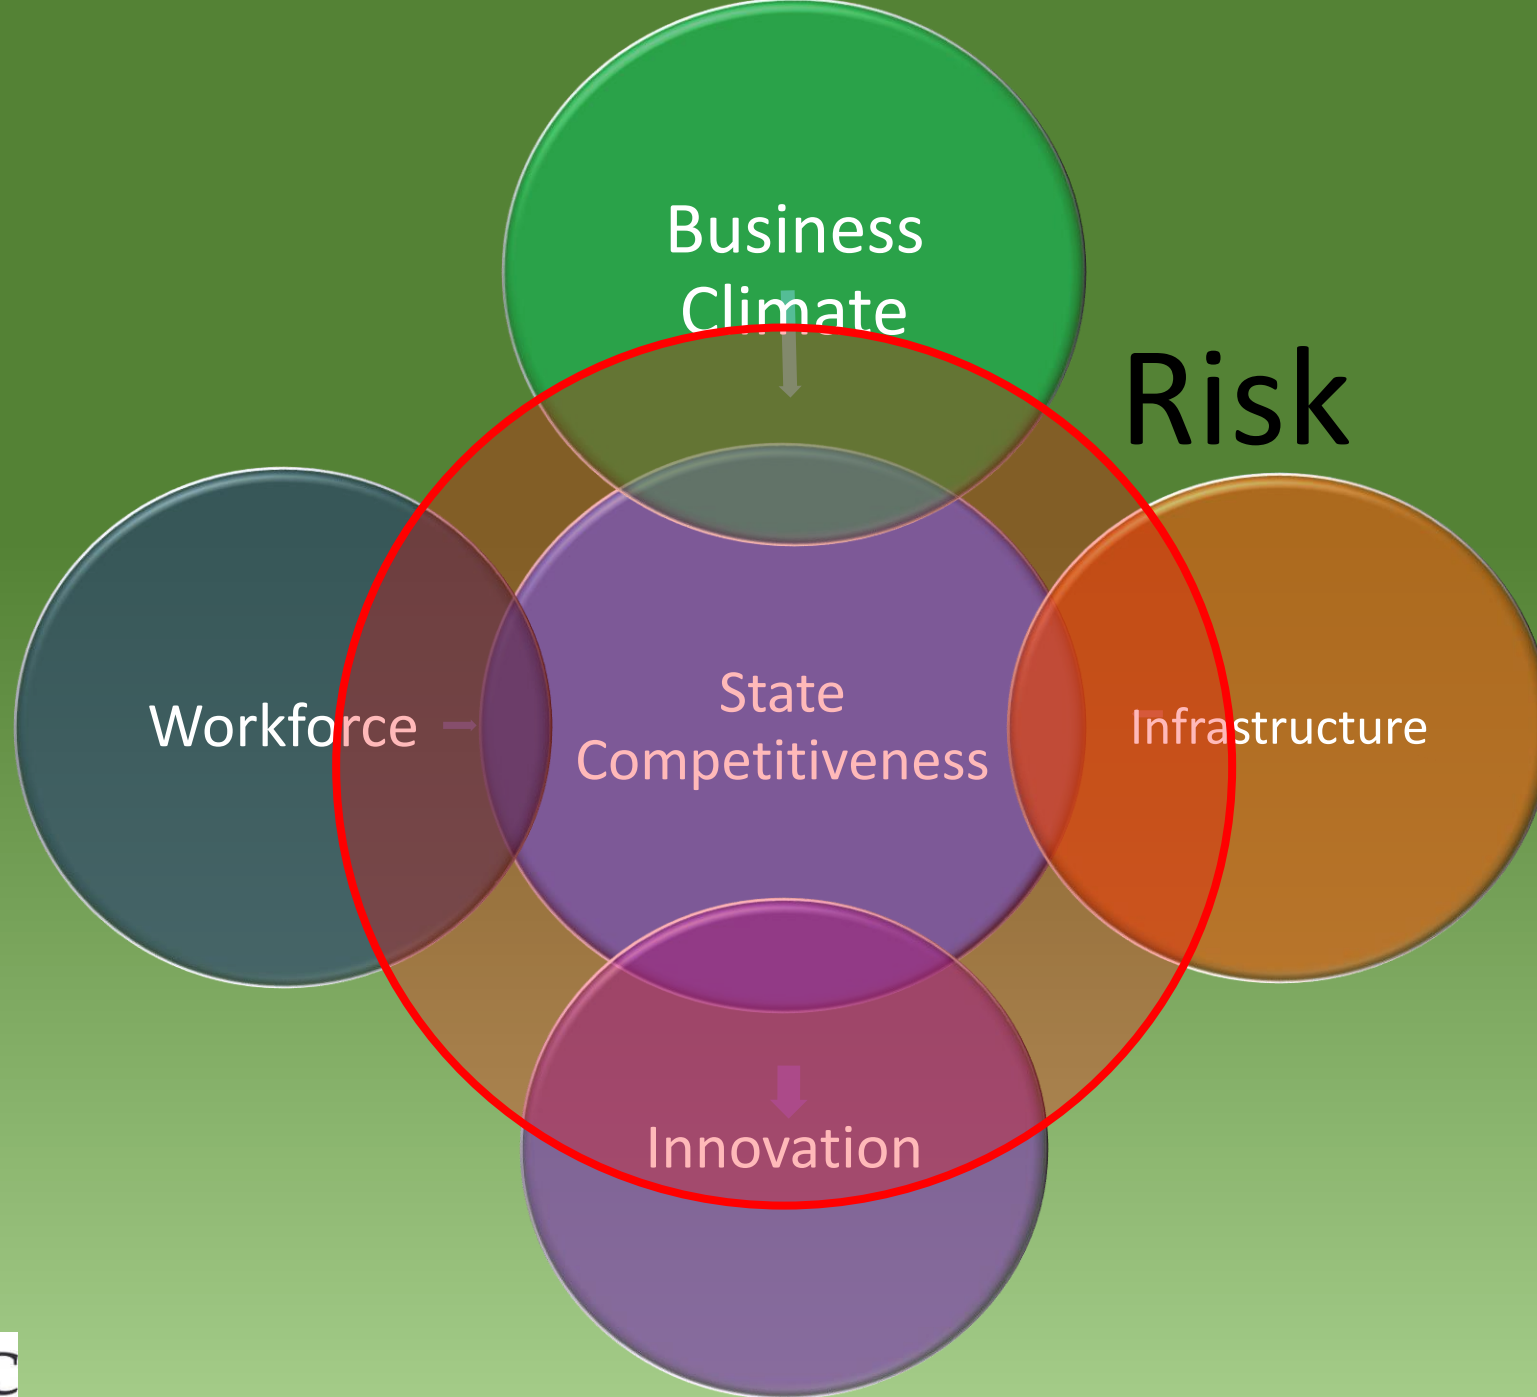 Business
Climate
Risk
Workforce
State
Competitiveness
Infrastructure
Innovation